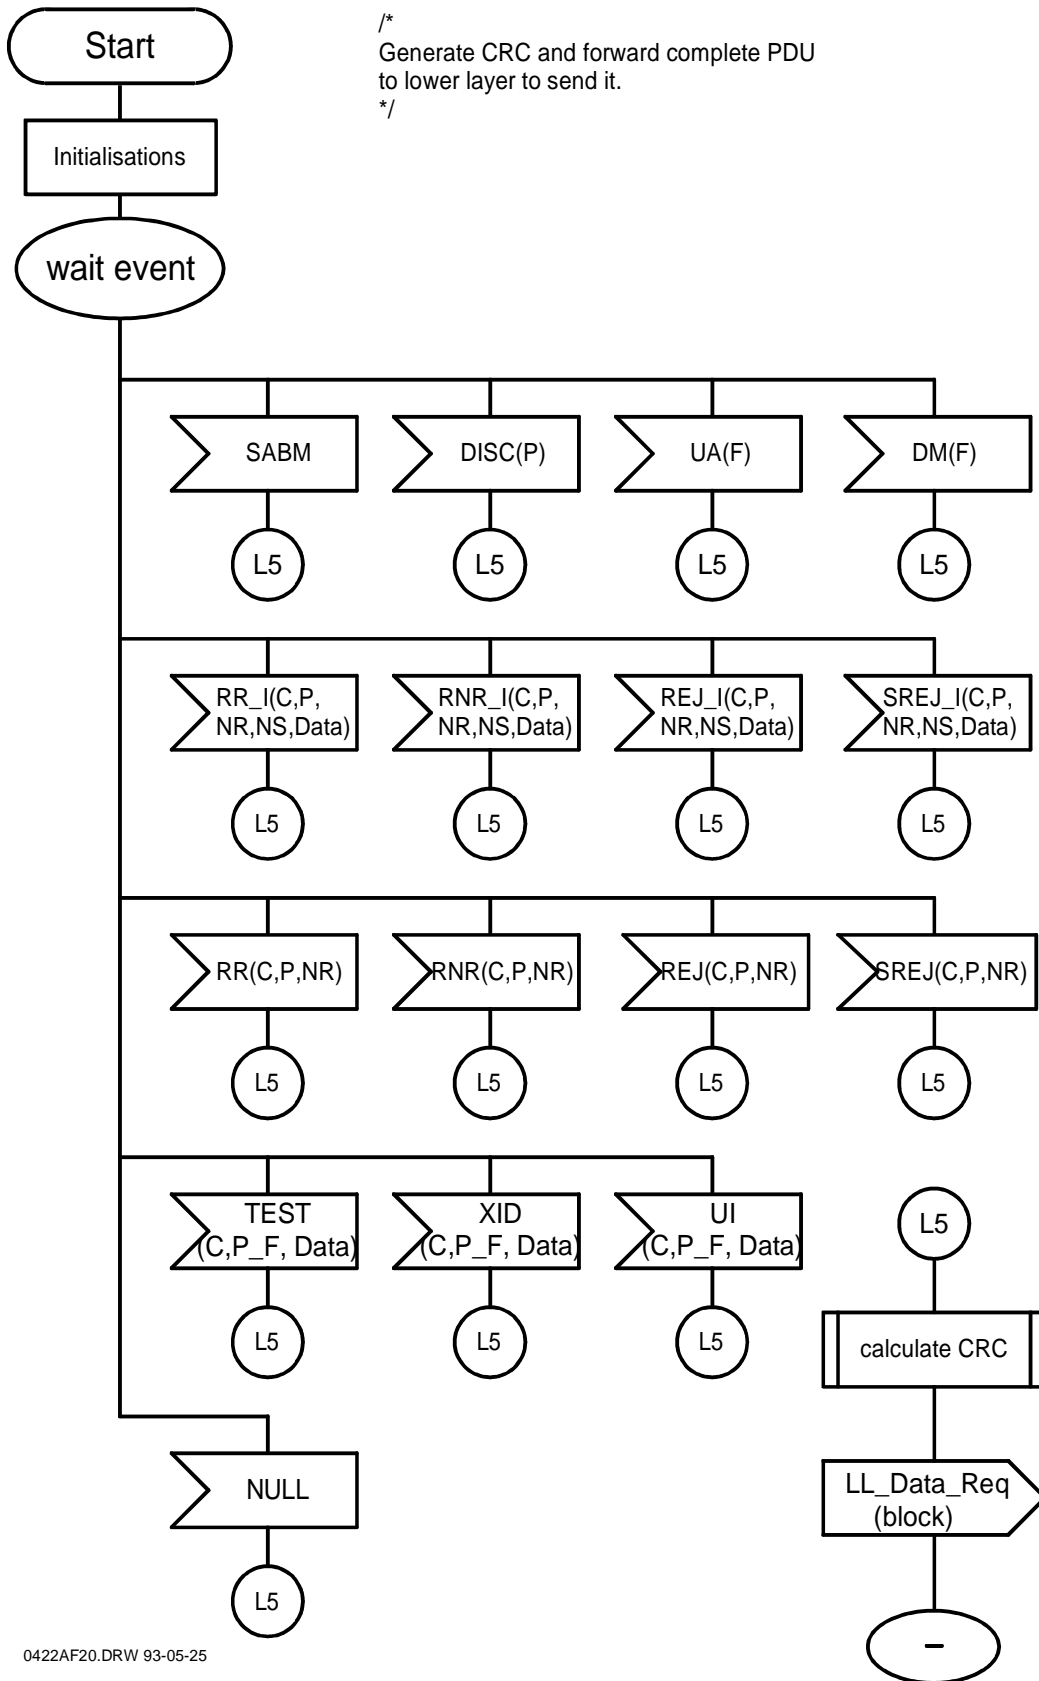 Start
/*
Generate CRC and forward complete PDU
to lower layer to send it.
*/
Initialisations
wait event
SABM
DISC(P)
UA(F)
DM(F)
L5
L5
L5
L5
RR_I(C,P,
NR,NS,Data)
RNR_I(C,P,
NR,NS,Data)
REJ_I(C,P,
NR,NS,Data)
SREJ_I(C,P,
NR,NS,Data)
L5
L5
L5
L5
RR(C,P,NR)
RNR(C,P,NR)
REJ(C,P,NR)
SREJ(C,P,NR)
L5
L5
L5
L5
TEST
(C,P_F, Data)
XID
(C,P_F, Data)
UI
(C,P_F, Data)
L5
L5
L5
L5
calculate CRC
NULL
LL_Data_Req
(block)
L5
–
0422AF20.DRW 93-05-25